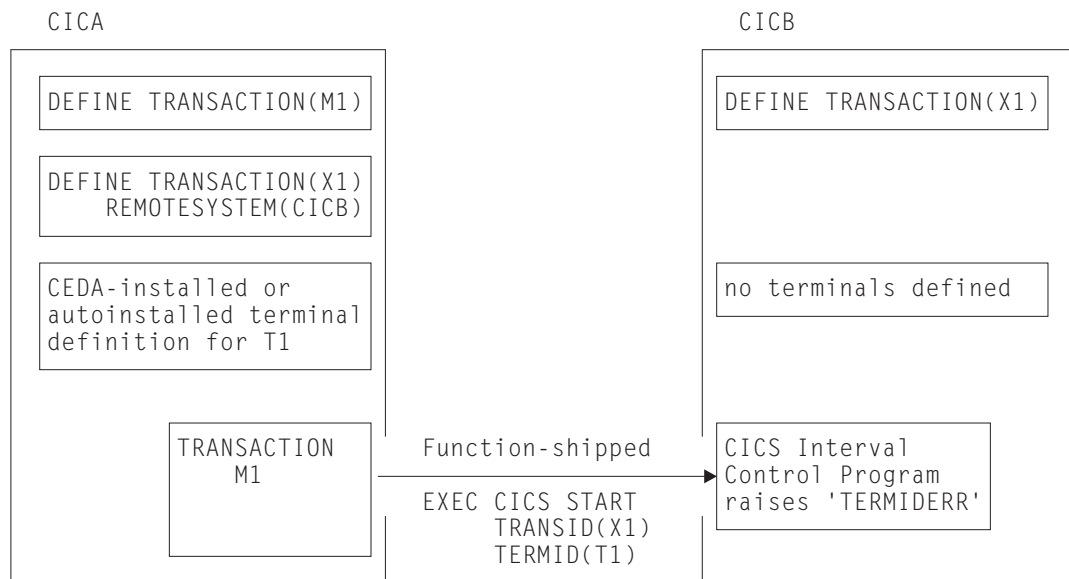 CICA
CICB
DEFINE TRANSACTION(M1)
DEFINE TRANSACTION(X1)
DEFINE TRANSACTION(X1)
REMOTESYSTEM(CICB)
CEDA-installed or
autoinstalled terminal
definition for T1
no terminals defined
TRANSACTION
M1
Function-shipped
EXEC CICS START
TRANSID(X1)
TERMID(T1)
CICS Interval
Control Program
raises 'TERMIDERR'